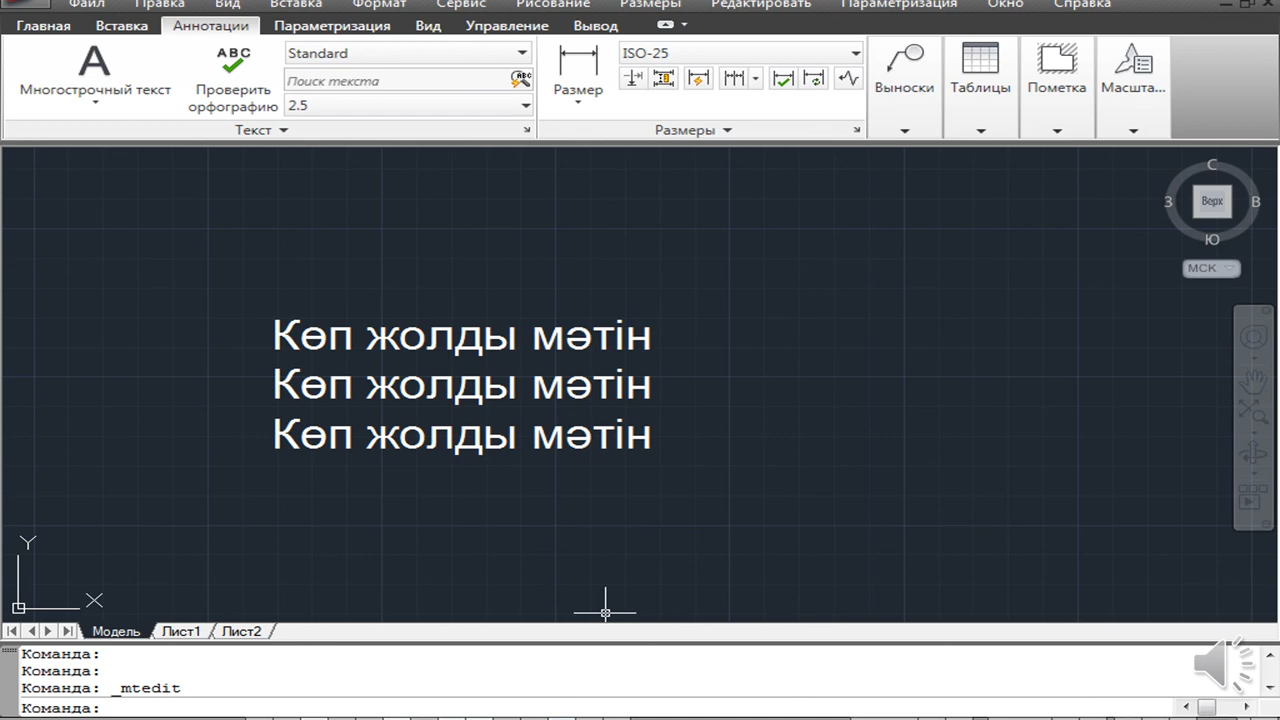 Файл Правка Вид Вставка Формат Сервис Рисование Размеры Редактировать Параметризация Окно Справка
Главная Вставка Аннотации Параметризация Вид Управление Вывод
A ABC Standard ISO-25
Поиск текста ABC
Многострочный текст Проверить орфографию 2.5 Размер Выноски Таблицы Пометка Масшта...
Текст Размеры
С
З Верх В
Ю
МСК
Көп жолды мәтін
Көп жолды мәтін
Көп жолды мәтін
Y
X
Модель Лист1 Лист2
Команда:
Команда:
Команда: _mtedit
Команда: